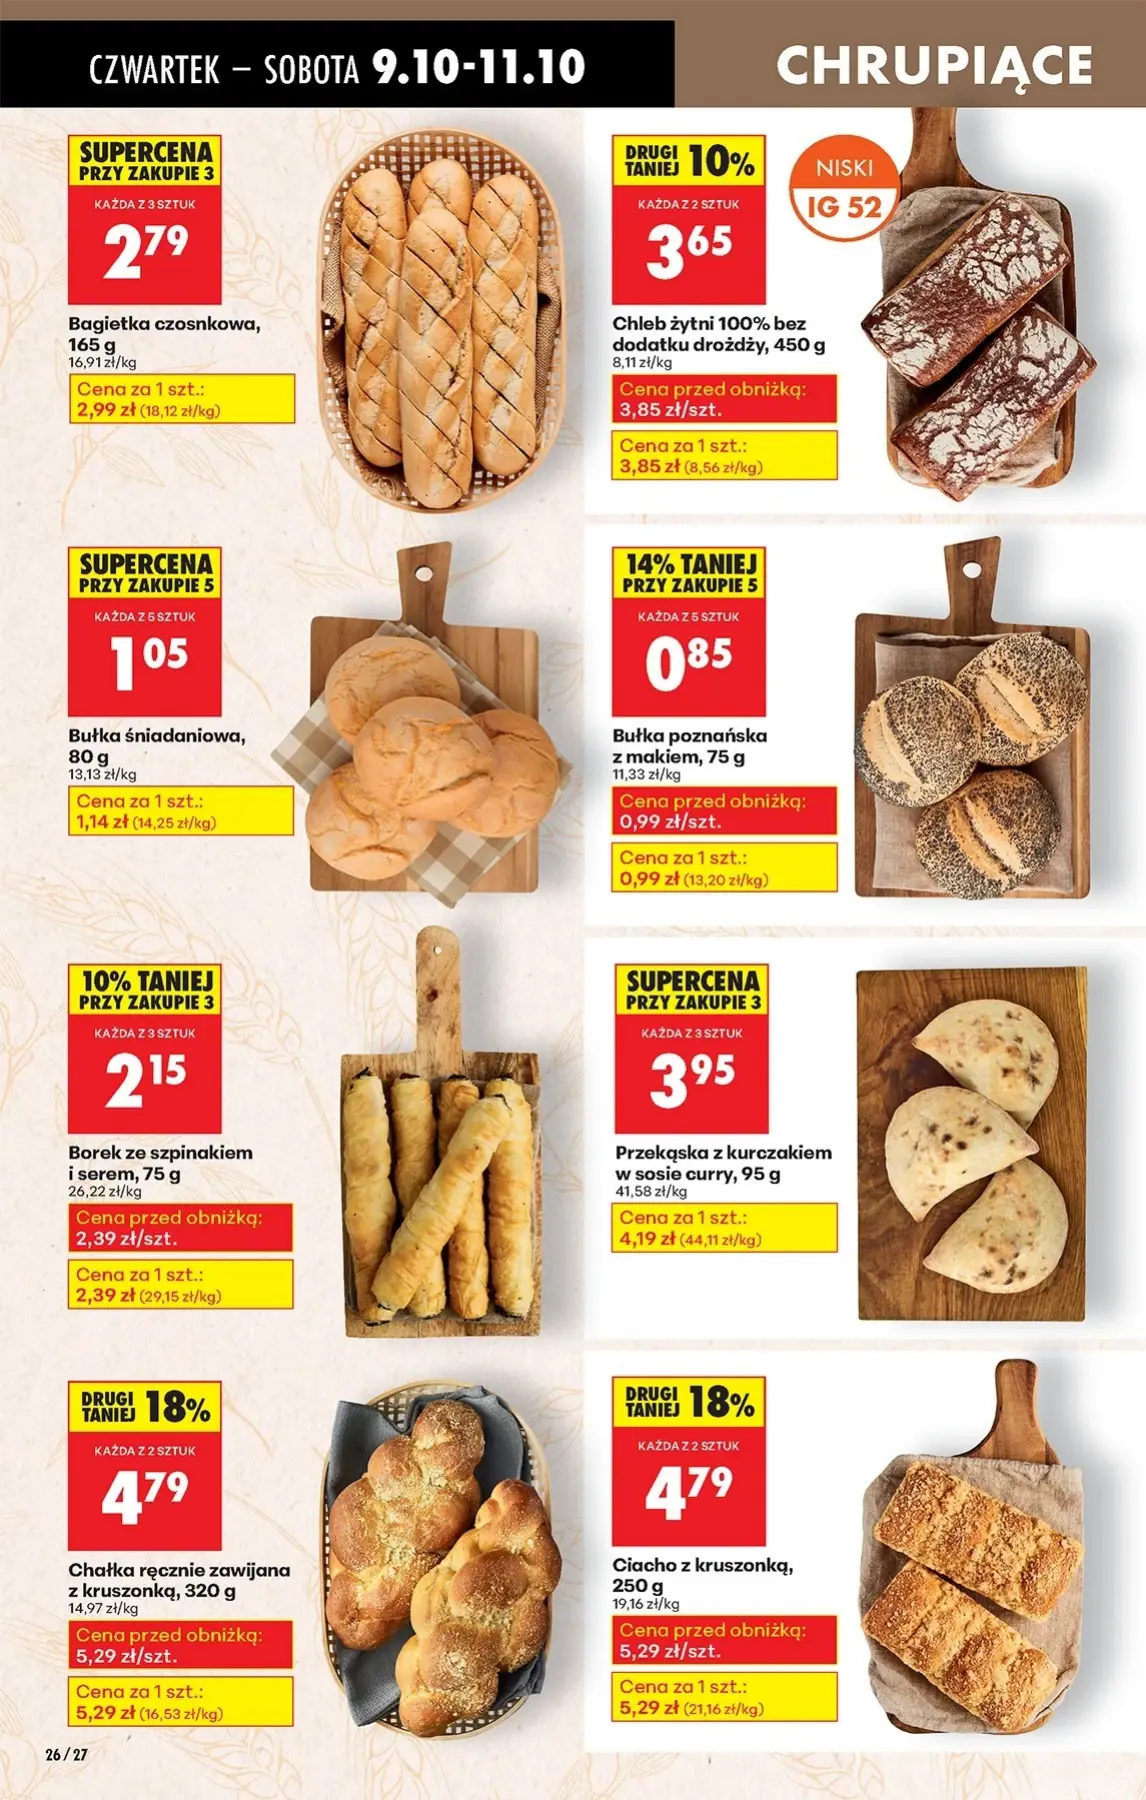 CZWARTEK – SOBOTA 9.10-11.10
CHRUPIĄCE
SUPERCENA
PRZY ZAKUPIE 3
KAŻDA Z 3 SZTUK
2 79
Bagietka czosnkowa,
165 g
16,91 zł/kg
Cena za 1 szt.:
2,99 zł (18,12 zł/kg)
DRUGI
TANIEJ 10%
KAŻDA Z 2 SZTUK
3 65
NISKI
IG 52
Chleb żytni 100% bez
dodatku drożdży, 450 g
8,11 zł/kg
Cena przed obniżką:
3,85 zł/szt.
Cena za 1 szt.:
3,85 zł (8,56 zł/kg)
SUPERCENA
PRZY ZAKUPIE 5
KAŻDA Z 5 SZTUK
1 05
Bułka śniadaniowa,
80 g
13,13 zł/kg
Cena za 1 szt.:
1,14 zł (14,25 zł/kg)
14% TANIEJ
PRZY ZAKUPIE 5
KAŻDA Z 5 SZTUK
0 85
Bułka poznańska
z makiem, 75 g
11,33 zł/kg
Cena przed obniżką:
0,99 zł/szt.
Cena za 1 szt.:
0,99 zł (13,20 zł/kg)
10% TANIEJ
PRZY ZAKUPIE 3
KAŻDA Z 3 SZTUK
2 15
Borek ze szpinakiem
i serem, 75 g
26,22 zł/kg
Cena przed obniżką:
2,39 zł/szt.
Cena za 1 szt.:
2,39 zł (29,15 zł/kg)
SUPERCENA
PRZY ZAKUPIE 3
KAŻDA Z 3 SZTUK
3 95
Przekąska z kurczakiem
w sosie curry, 95 g
41,58 zł/kg
Cena za 1 szt.:
4,19 zł (44,11 zł/kg)
DRUGI
TANIEJ 18%
KAŻDA Z 2 SZTUK
4 79
Chałka ręcznie zawijana
z kruszonką, 320 g
14,97 zł/kg
Cena przed obniżką:
5,29 zł/szt.
Cena za 1 szt.:
5,29 zł (16,53 zł/kg)
DRUGI
TANIEJ 18%
KAŻDA Z 2 SZTUK
4 79
Ciacho z kruszonką,
250 g
19,16 zł/kg
Cena przed obniżką:
5,29 zł/szt.
Cena za 1 szt.:
5,29 zł (21,16 zł/kg)
26 / 27